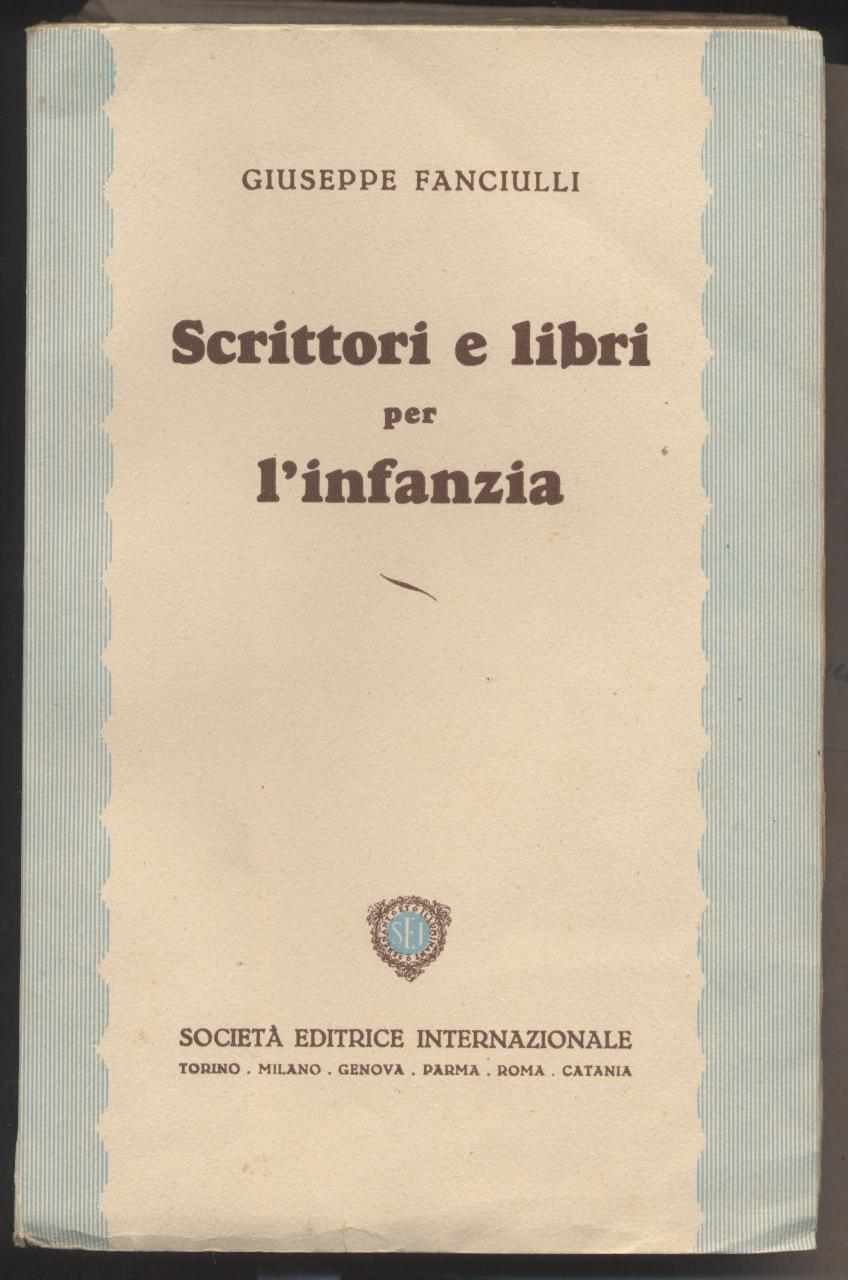 GIUSEPPE FANCIULLI
Scrittori e libri
per
l'infanzia
SEI
SOCIETÀ EDITRICE INTERNAZIONALE
TORINO . MILANO . GENOVA . PARMA . ROMA . CATANIA